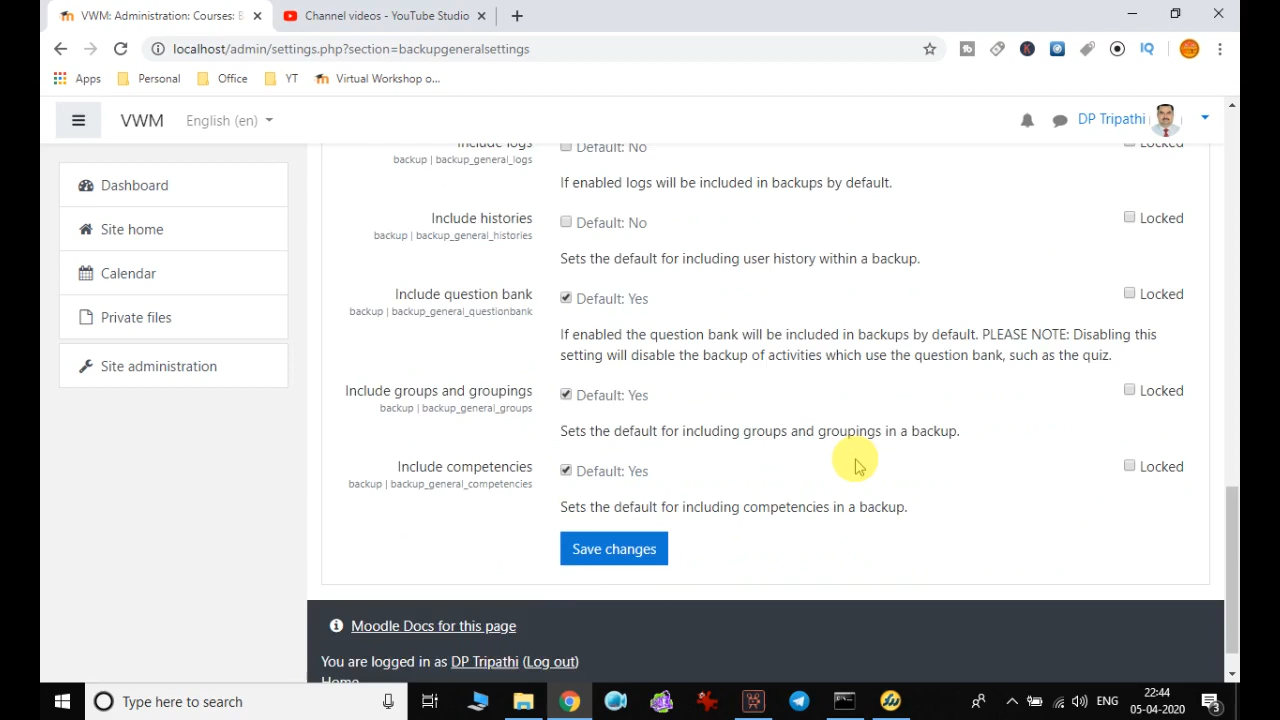 VWM: Administration: Courses: B
Channel videos - YouTube Studio
localhost/admin/settings.php?section=backupgeneralsettings
Apps
Personal
Office
YT
Virtual Workshop o...
VWM
English (en)
DP Tripathi
Dashboard
Site home
Calendar
Private files
Site administration
Include logs
Default: No
Locked
backup | backup_general_logs
If enabled logs will be included in backups by default.
Include histories
Default: No
Locked
backup | backup_general_histories
Sets the default for including user history within a backup.
Include question bank
Default: Yes
Locked
backup | backup_general_questionbank
If enabled the question bank will be included in backups by default. PLEASE NOTE: Disabling this
setting will disable the backup of activities which use the question bank, such as the quiz.
Include groups and groupings
Default: Yes
Locked
backup | backup_general_groups
Sets the default for including groups and groupings in a backup.
Include competencies
Default: Yes
Locked
backup | backup_general_competencies
Sets the default for including competencies in a backup.
Save changes
Moodle Docs for this page
You are logged in as DP Tripathi (Log out)
Home
Type here to search
ENG
22:44
05-04-2020
3
K
IQ